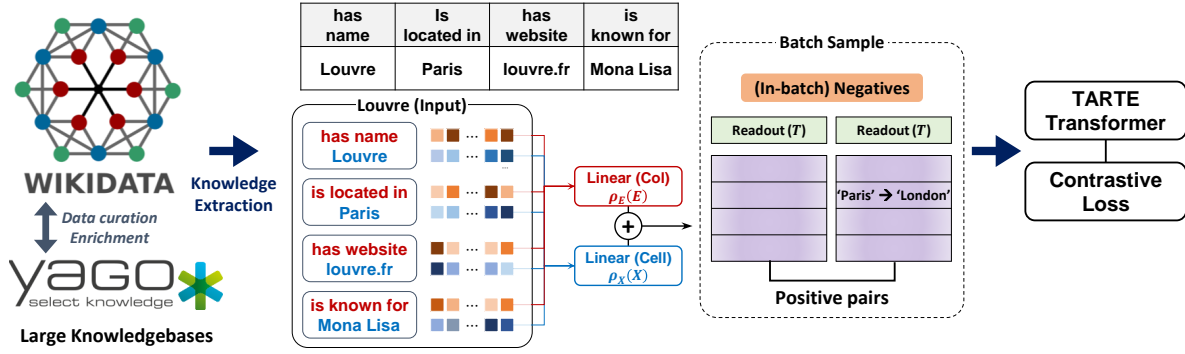 WIKIDATA
Data curation
Enrichment
yaGO
select knowledge
Large Knowledgebases
Knowledge
Extraction
has name | Is located in | has website | is known for
Louvre | Paris | louvre.fr | Mona Lisa
Louvre (Input)
has name
Louvre
...
...
is located in
Paris
...
has website
louvre.fr
...
is known for
Mona Lisa
...
Linear (Col)
ρ_E(E)
+
Linear (Cell)
ρ_X(X)
Batch Sample
(In-batch) Negatives
Readout (T)
Readout (T)
'Paris' → 'London'
Positive pairs
TARTE
Transformer
Contrastive
Loss